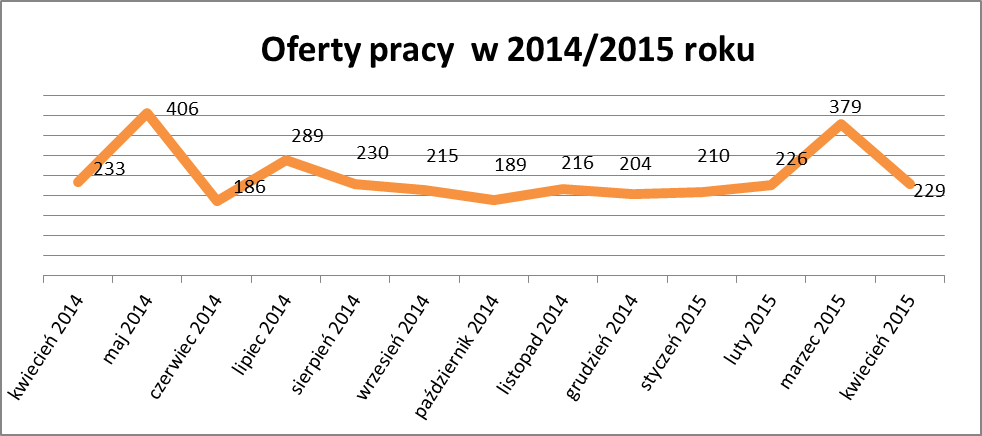 Oferty pracy  w 2014/2015 roku
233
406
186
289
230
215
189
216
204
210
226
379
229
kwiecień 2014
maj 2014
czerwiec 2014
lipiec 2014
sierpień 2014
wrzesień 2014
październik 2014
listopad 2014
grudzień 2014
styczeń 2015
luty 2015
marzec 2015
kwiecień 2015